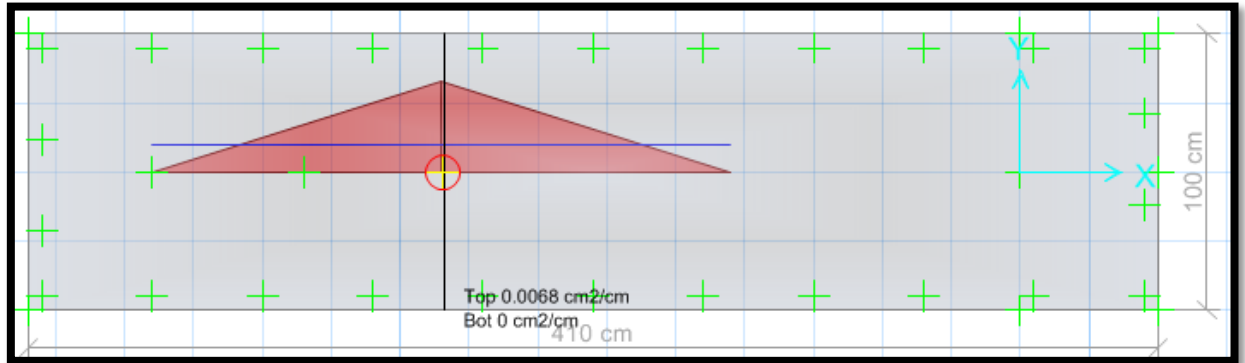 Y
X
100 cm
Top 0.0068 cm2/cm
Bot 0 cm2/cm
410 cm